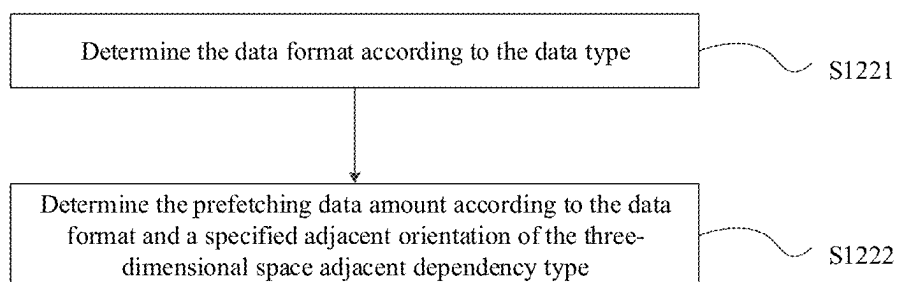 Determine the data format according to the data type
S1221
Determine the prefetching data amount according to the data
format and a specified adjacent orientation of the three-
dimensional space adjacent dependency type
S1222